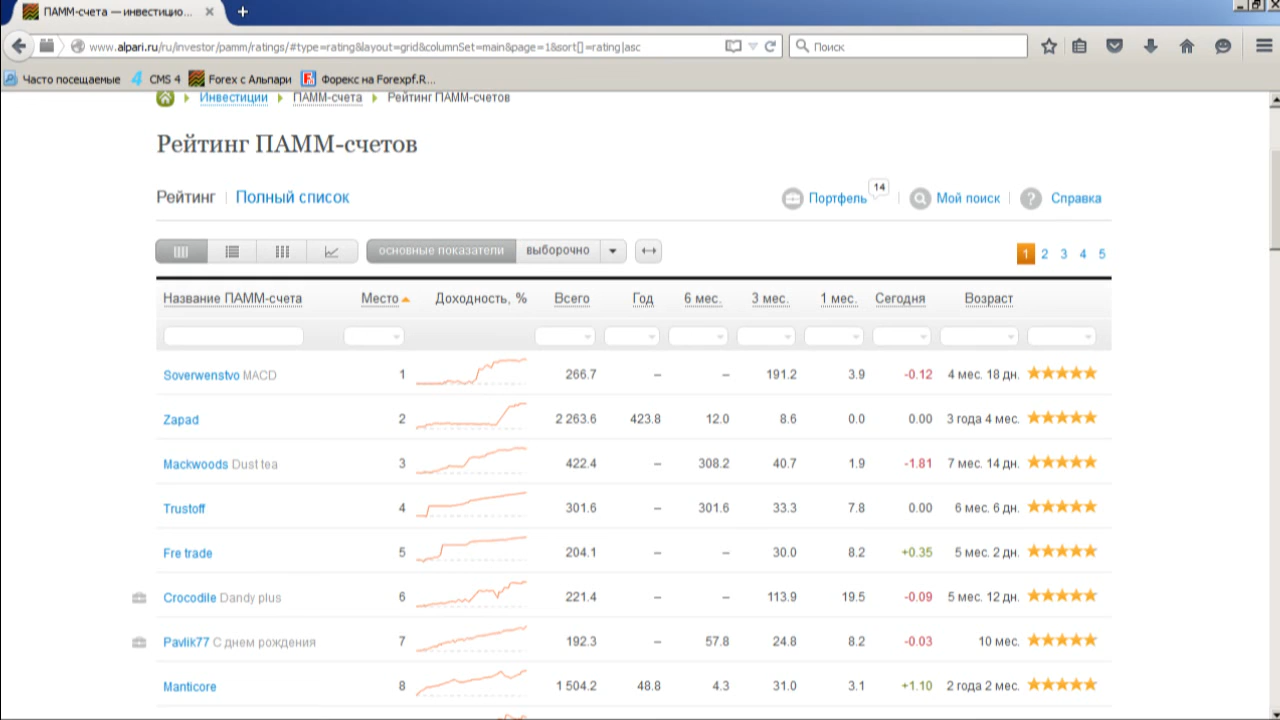 ПАММ-счета — инвестицио...
www.alpari.ru/ru/investor/pamm/ratings/#type=rating&layout=grid&columnSet=main&page=1&sort[]=rating|asc
Поиск
Часто посещаемые CMS 4 Forex с Альпари Форекс на Forexpf.R...
Инвестиции ПАММ-счета Рейтинг ПАММ-счетов
Рейтинг ПАММ-счетов
Рейтинг Полный список Портфель 14 Мой поиск ? Справка
основные показатели выборочно 1 2 3 4 5
Название ПАММ-счета Место Доходность, % Всего Год 6 мес. 3 мес. 1 мес. Сегодня Возраст
Soverwenstvo MACD 1 266.7 – – 191.2 3.9 -0.12 4 мес. 18 дн.
Zapad 2 2 263.6 423.8 12.0 8.6 0.0 0.00 3 года 4 мес.
Mackwoods Dust tea 3 422.4 – 308.2 40.7 1.9 -1.81 7 мес. 14 дн.
Trustoff 4 301.6 – 301.6 33.3 7.8 0.00 6 мес. 6 дн.
Fre trade 5 204.1 – – 30.0 8.2 +0.35 5 мес. 2 дн.
Crocodile Dandy plus 6 221.4 – – 113.9 19.5 -0.09 5 мес. 12 дн.
Pavlik77 С днем рождения 7 192.3 – 57.8 24.8 8.2 -0.03 10 мес.
Manticore 8 1 504.2 48.8 4.3 31.0 3.1 +1.10 2 года 2 мес.